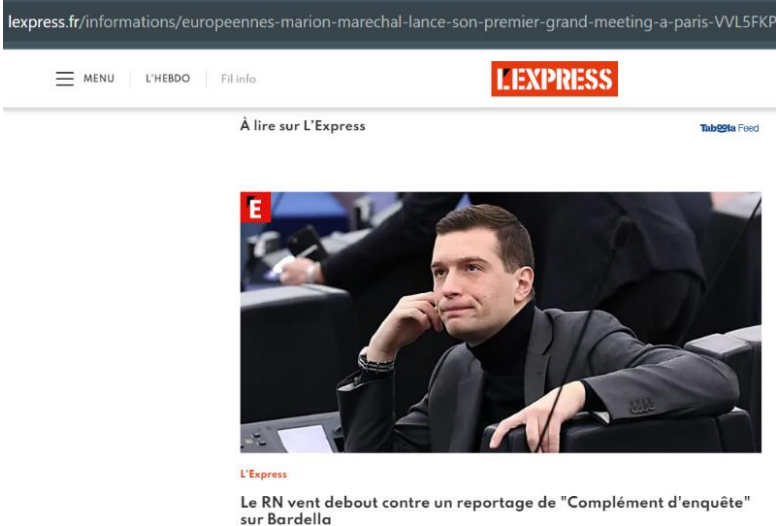 lexpress.fr/informations/europeennes-marion-marechal-lance-son-premier-grand-meeting-a-paris-VVL5FKP
MENU L'HEBDO Fil info
L'EXPRESS
À lire sur L'Express
Taboola Feed
E
L'Express
Le RN vent debout contre un reportage de "Complément d'enquête"
sur Bardella